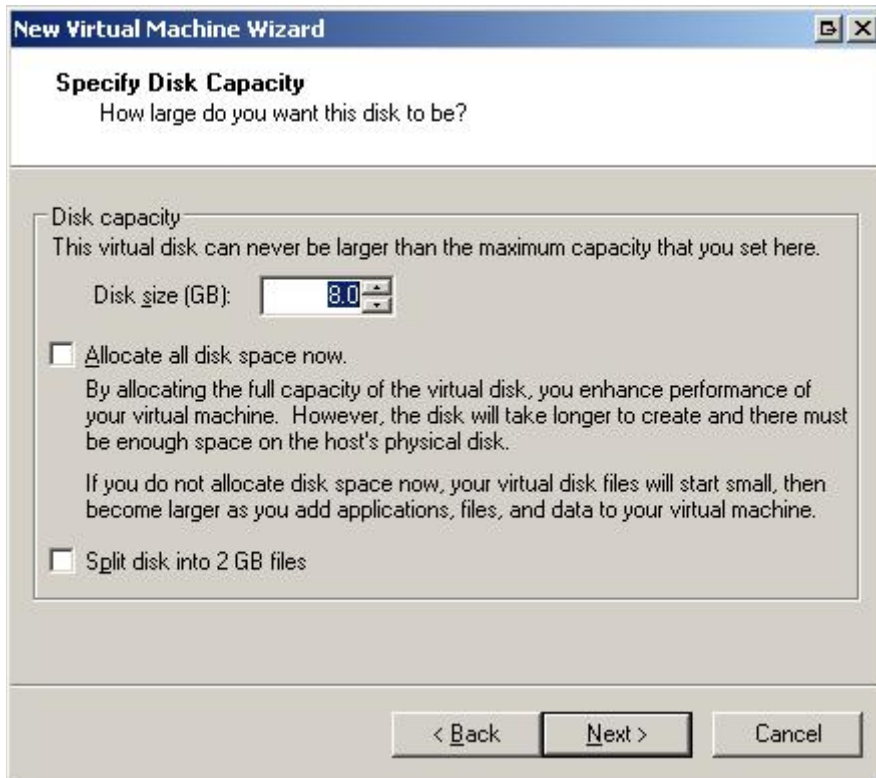 New Virtual Machine Wizard
Specify Disk Capacity
How large do you want this disk to be?
Disk capacity
This virtual disk can never be larger than the maximum capacity that you set here.
Disk size (GB): 8.0
Allocate all disk space now.
By allocating the full capacity of the virtual disk, you enhance performance of
your virtual machine. However, the disk will take longer to create and there must
be enough space on the host's physical disk.
If you do not allocate disk space now, your virtual disk files will start small, then
become larger as you add applications, files, and data to your virtual machine.
Split disk into 2 GB files
< Back Next > Cancel